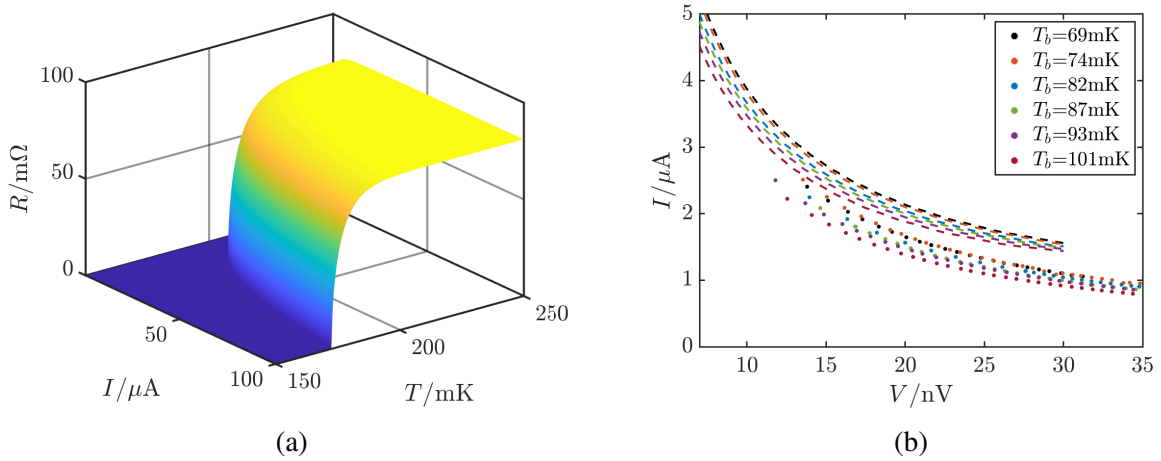 100
50
0
R/mΩ
50
100
I/μA
150
200
250
T/mK
(a)
5
4
3
2
1
0
I/μA
10
15
20
25
30
35
V/nV
T_b=69mK
T_b=74mK
T_b=82mK
T_b=87mK
T_b=93mK
T_b=101mK
(b)